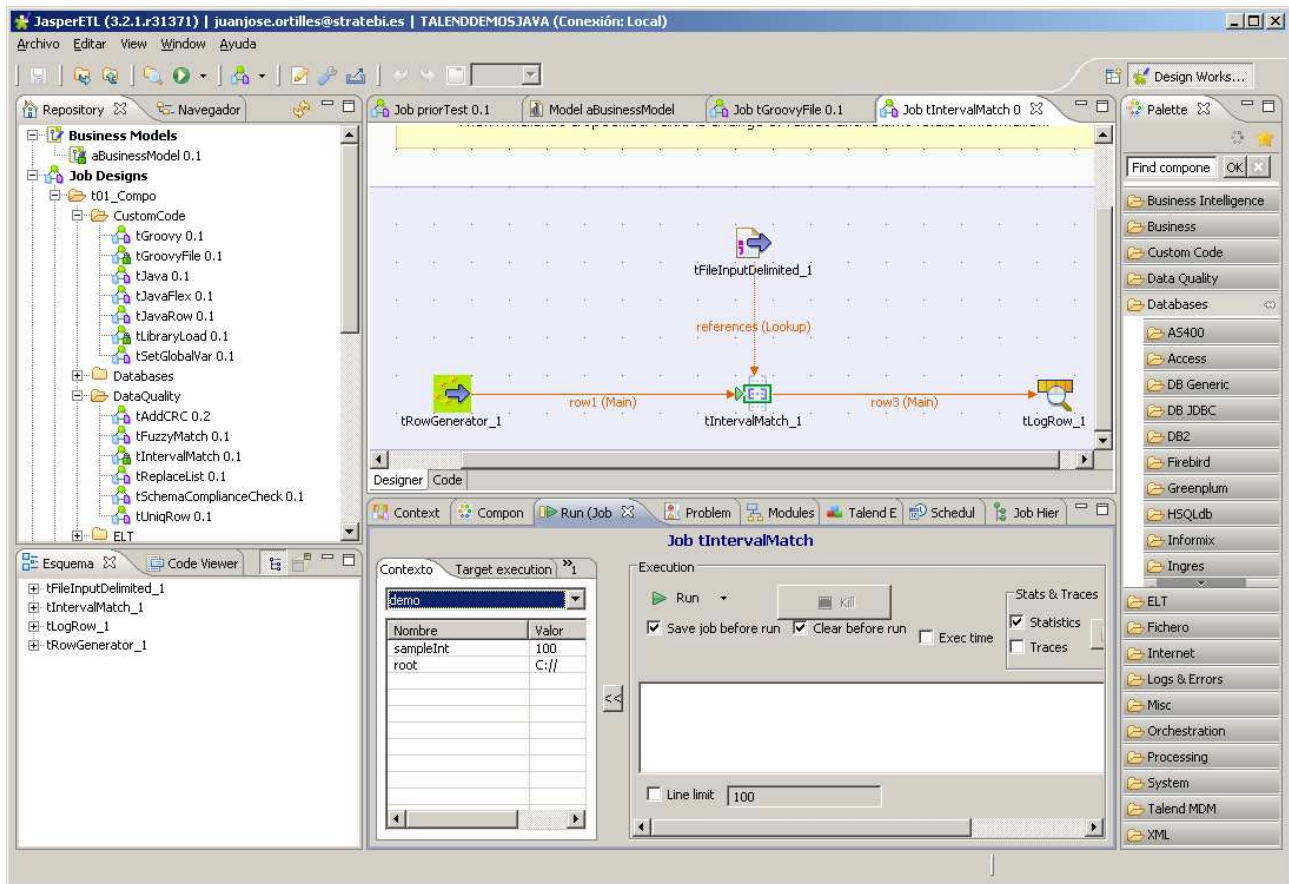 JasperETL (3.2.1.r31371) | juanjose.ortilles@stratebi.es | TALENDDEMOSJAVA (Conexión: Local)
Archivo Editar View Window Ayuda
Design Works...
Repository Navegador
Business Models
aBusinessModel 0.1
Job Designs
t01_Compo
CustomCode
tGroovy 0.1
tGroovyFile 0.1
tJava 0.1
tJavaFlex 0.1
tJavaRow 0.1
tLibraryLoad 0.1
tSetGlobalVar 0.1
Databases
DataQuality
tAddCRC 0.2
tFuzzyMatch 0.1
tIntervalMatch 0.1
tReplaceList 0.1
tSchemaComplianceCheck 0.1
tUniqRow 0.1
ELT
Esquema Code Viewer
tFileInputDelimited_1
tIntervalMatch_1
tLogRow_1
tRowGenerator_1
Job priorTest 0.1 Model aBusinessModel Job tGroovyFile 0.1 Job tIntervalMatch 0
tFileInputDelimited_1
references (Lookup)
row1 (Main) row3 (Main)
tRowGenerator_1 tIntervalMatch_1 tLogRow_1
Designer Code
Context Compon Run (Job Problem Modules Talend E Schedul Job Hier
Job tIntervalMatch
Contexto Target execution »1
demo
Nombre Valor
sampleInt 100
root C://
<<
Execution
Run Kill
Save job before run Clear before run Exec time
Stats & Traces
Statistics
Traces
Line limit 100
Palette
Find compone OK
Business Intelligence
Business
Custom Code
Data Quality
Databases
AS400
Access
DB Generic
DB JDBC
DB2
Firebird
Greenplum
HSQLdb
Informix
Ingres
ELT
Fichero
Internet
Logs & Errors
Misc
Orchestration
Processing
System
Talend MDM
XML